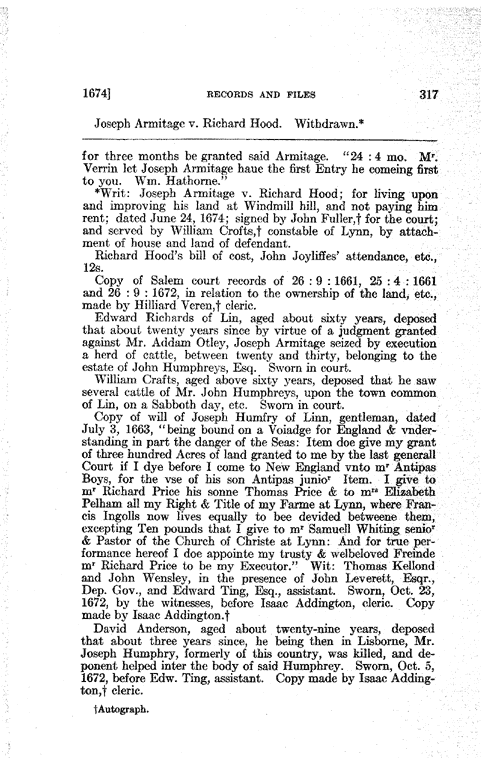 1674] RECORDS AND FILES 317
Joseph Armitage v. Richard Hood. Withdrawn.*
for three months be granted said Armitage. “24 : 4 mo. Mʳ.
Verrin let Joseph Armitage haue the first Entry he comeing first
to you. Wm. Hathorne.”
*Writ: Joseph Armitage v. Richard Hood; for living upon
and improving his land at Windmill hill, and not paying him
rent; dated June 24, 1674; signed by John Fuller,† for the court;
and served by William Crofts,† constable of Lynn, by attach-
ment of house and land of defendant.
Richard Hood's bill of cost, John Joyliffes' attendance, etc.,
12s.
Copy of Salem court records of 26 : 9 : 1661, 25 : 4 : 1661
and 26 : 9 : 1672, in relation to the ownership of the land, etc.,
made by Hilliard Veren,† cleric.
Edward Richards of Lin, aged about sixty years, deposed
that about twenty years since by virtue of a judgment granted
against Mr. Addam Otley, Joseph Armitage seized by execution
a herd of cattle, between twenty and thirty, belonging to the
estate of John Humphreys, Esq. Sworn in court.
William Crafts, aged above sixty years, deposed that he saw
several cattle of Mr. John Humphreys, upon the town common
of Lin, on a Sabboth day, etc. Sworn in court.
Copy of will of Joseph Humfry of Linn, gentleman, dated
July 3, 1663, “being bound on a Voiadge for England & vnder-
standing in part the danger of the Seas: Item doe give my grant
of three hundred Acres of land granted to me by the last generall
Court if I dye before I come to New England vnto mʳ Antipas
Boys, for the vse of his son Antipas junioʳ Item. I give to
mʳ Richard Price his sonne Thomas Price & to mʳˢ Elizabeth
Pelham all my Right & Title of my Farme at Lynn, where Fran-
cis Ingolls now lives equally to bee devided betweene them,
excepting Ten pounds that I give to mʳ Samuell Whiting senioʳ
& Pastor of the Church of Christe at Lynn: And for true per-
formance hereof I doe appointe my trusty & welbeloved Freinde
mʳ Richard Price to be my Executor.” Wit: Thomas Kellond
and John Wensley, in the presence of John Leverett, Esqr.,
Dep. Gov., and Edward Ting, Esq., assistant. Sworn, Oct. 23,
1672, by the witnesses, before Isaac Addington, cleric. Copy
made by Isaac Addington.†
David Anderson, aged about twenty-nine years, deposed
that about three years since, he being then in Lisborne, Mr.
Joseph Humphry, formerly of this country, was killed, and de-
ponent helped inter the body of said Humphrey. Sworn, Oct. 5,
1672, before Edw. Ting, assistant. Copy made by Isaac Adding-
ton,† cleric.
†Autograph.